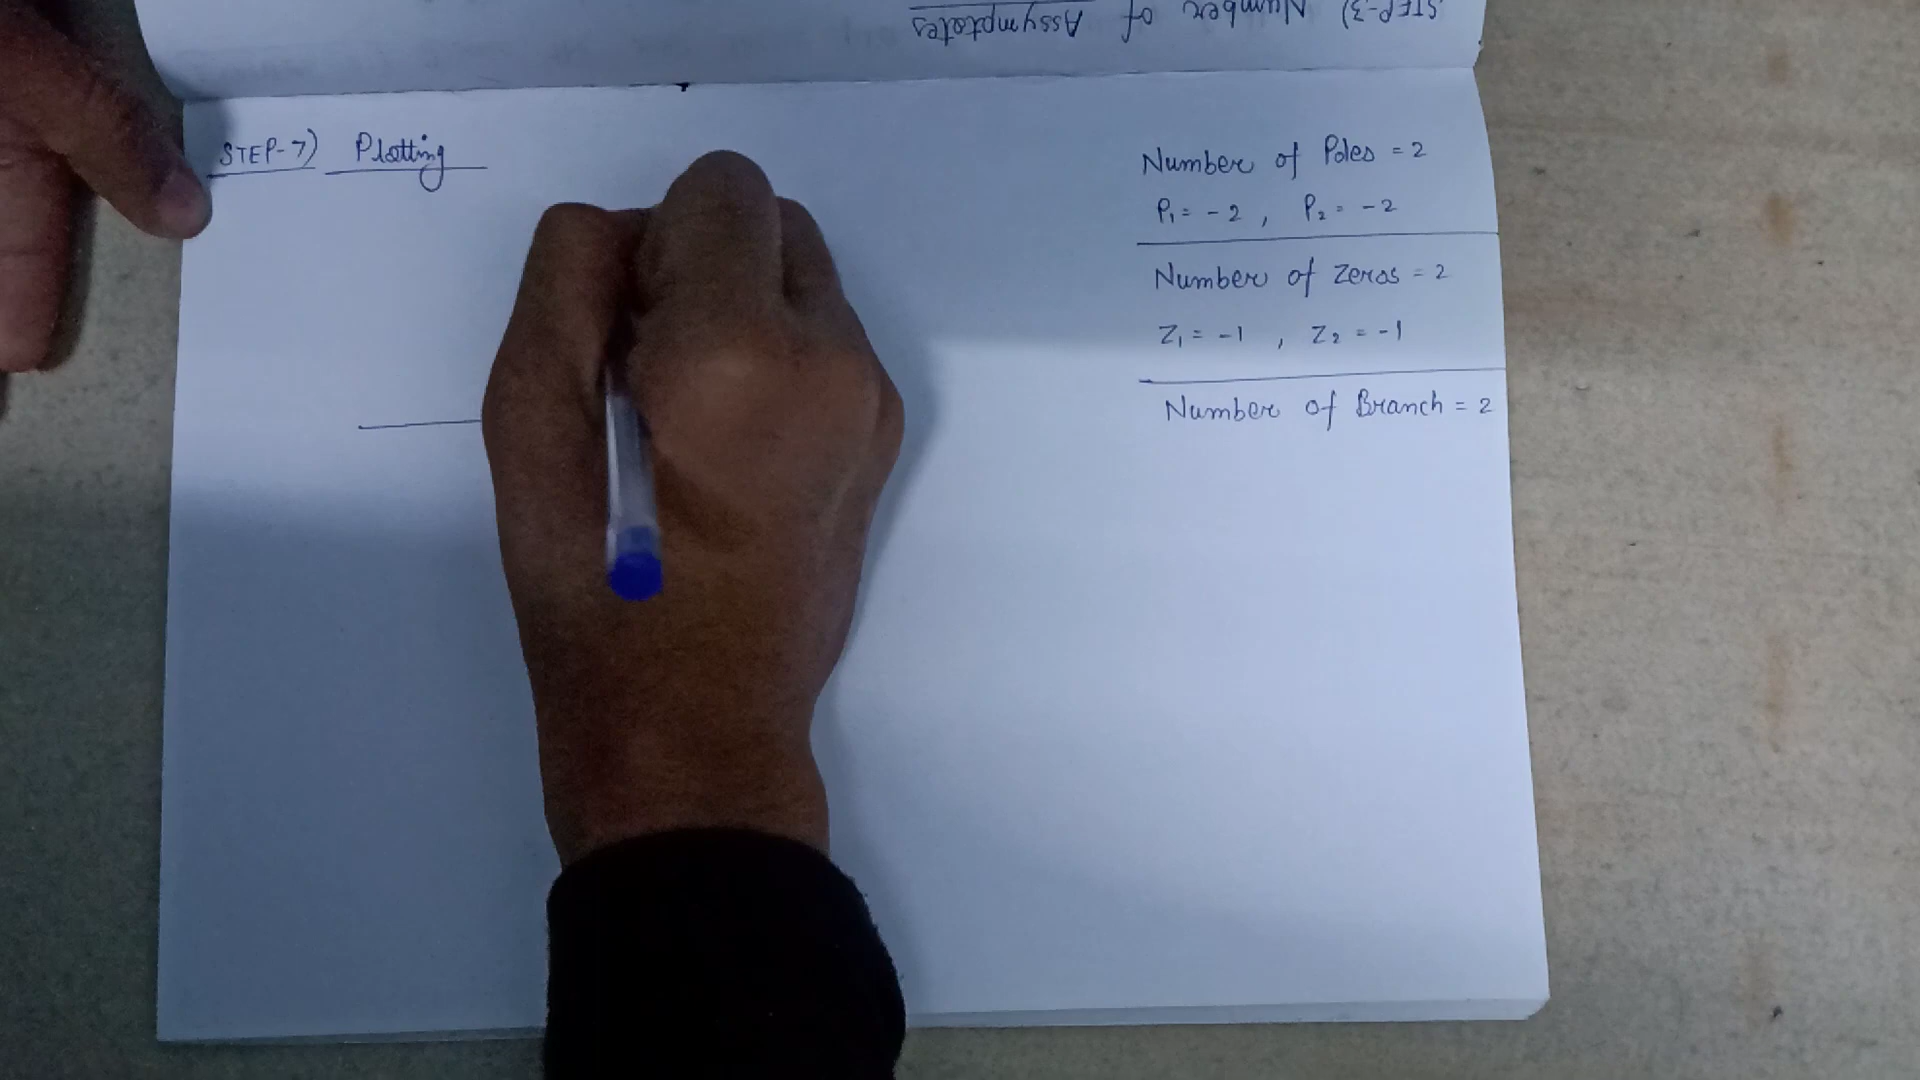 STEP-3) Number of Assymptotes
STEP-7) Plotting
Number of Poles = 2
P₁ = -2 , P₂ = -2
Number of Zeros = 2
Z₁ = -1 , Z₂ = -1
Number of Branch = 2